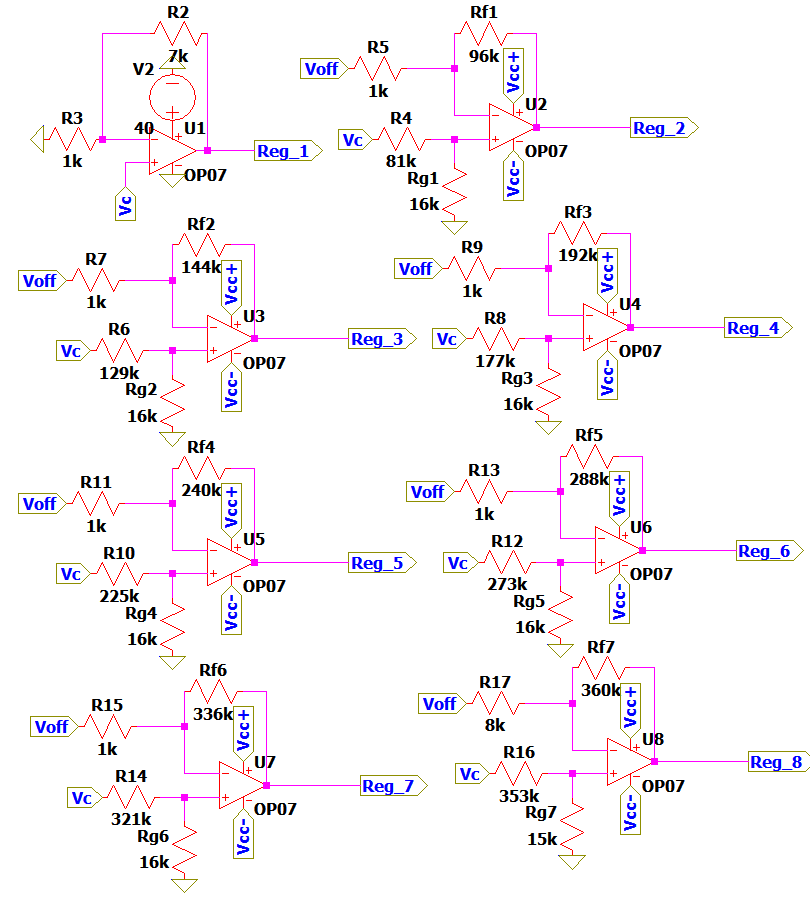 R2
7k
V2
R3
1k
40
U1
OP07
Reg_1
Vc
Rf1
96k
Voff
R5
1k
Vcc+
U2
Vc
R4
81k
OP07
Reg_2
Rg1
16k
Vcc-
Rf2
144k
Voff
R7
1k
Vcc+
U3
Vc
R6
129k
OP07
Reg_3
Rg2
16k
Vcc-
Rf3
192k
Voff
R9
1k
Vcc+
U4
Vc
R8
177k
OP07
Reg_4
Rg3
16k
Vcc-
Rf4
240k
Voff
R11
1k
Vcc+
U5
Vc
R10
225k
OP07
Reg_5
Rg4
16k
Vcc-
Rf5
288k
Voff
R13
1k
Vcc+
U6
Vc
R12
273k
OP07
Reg_6
Rg5
16k
Vcc-
Rf6
336k
Voff
R15
1k
Vcc+
U7
Vc
R14
321k
OP07
Reg_7
Rg6
16k
Vcc-
Rf7
360k
Voff
R17
8k
Vcc+
U8
Vc
R16
353k
OP07
Reg_8
Rg7
15k
Vcc-